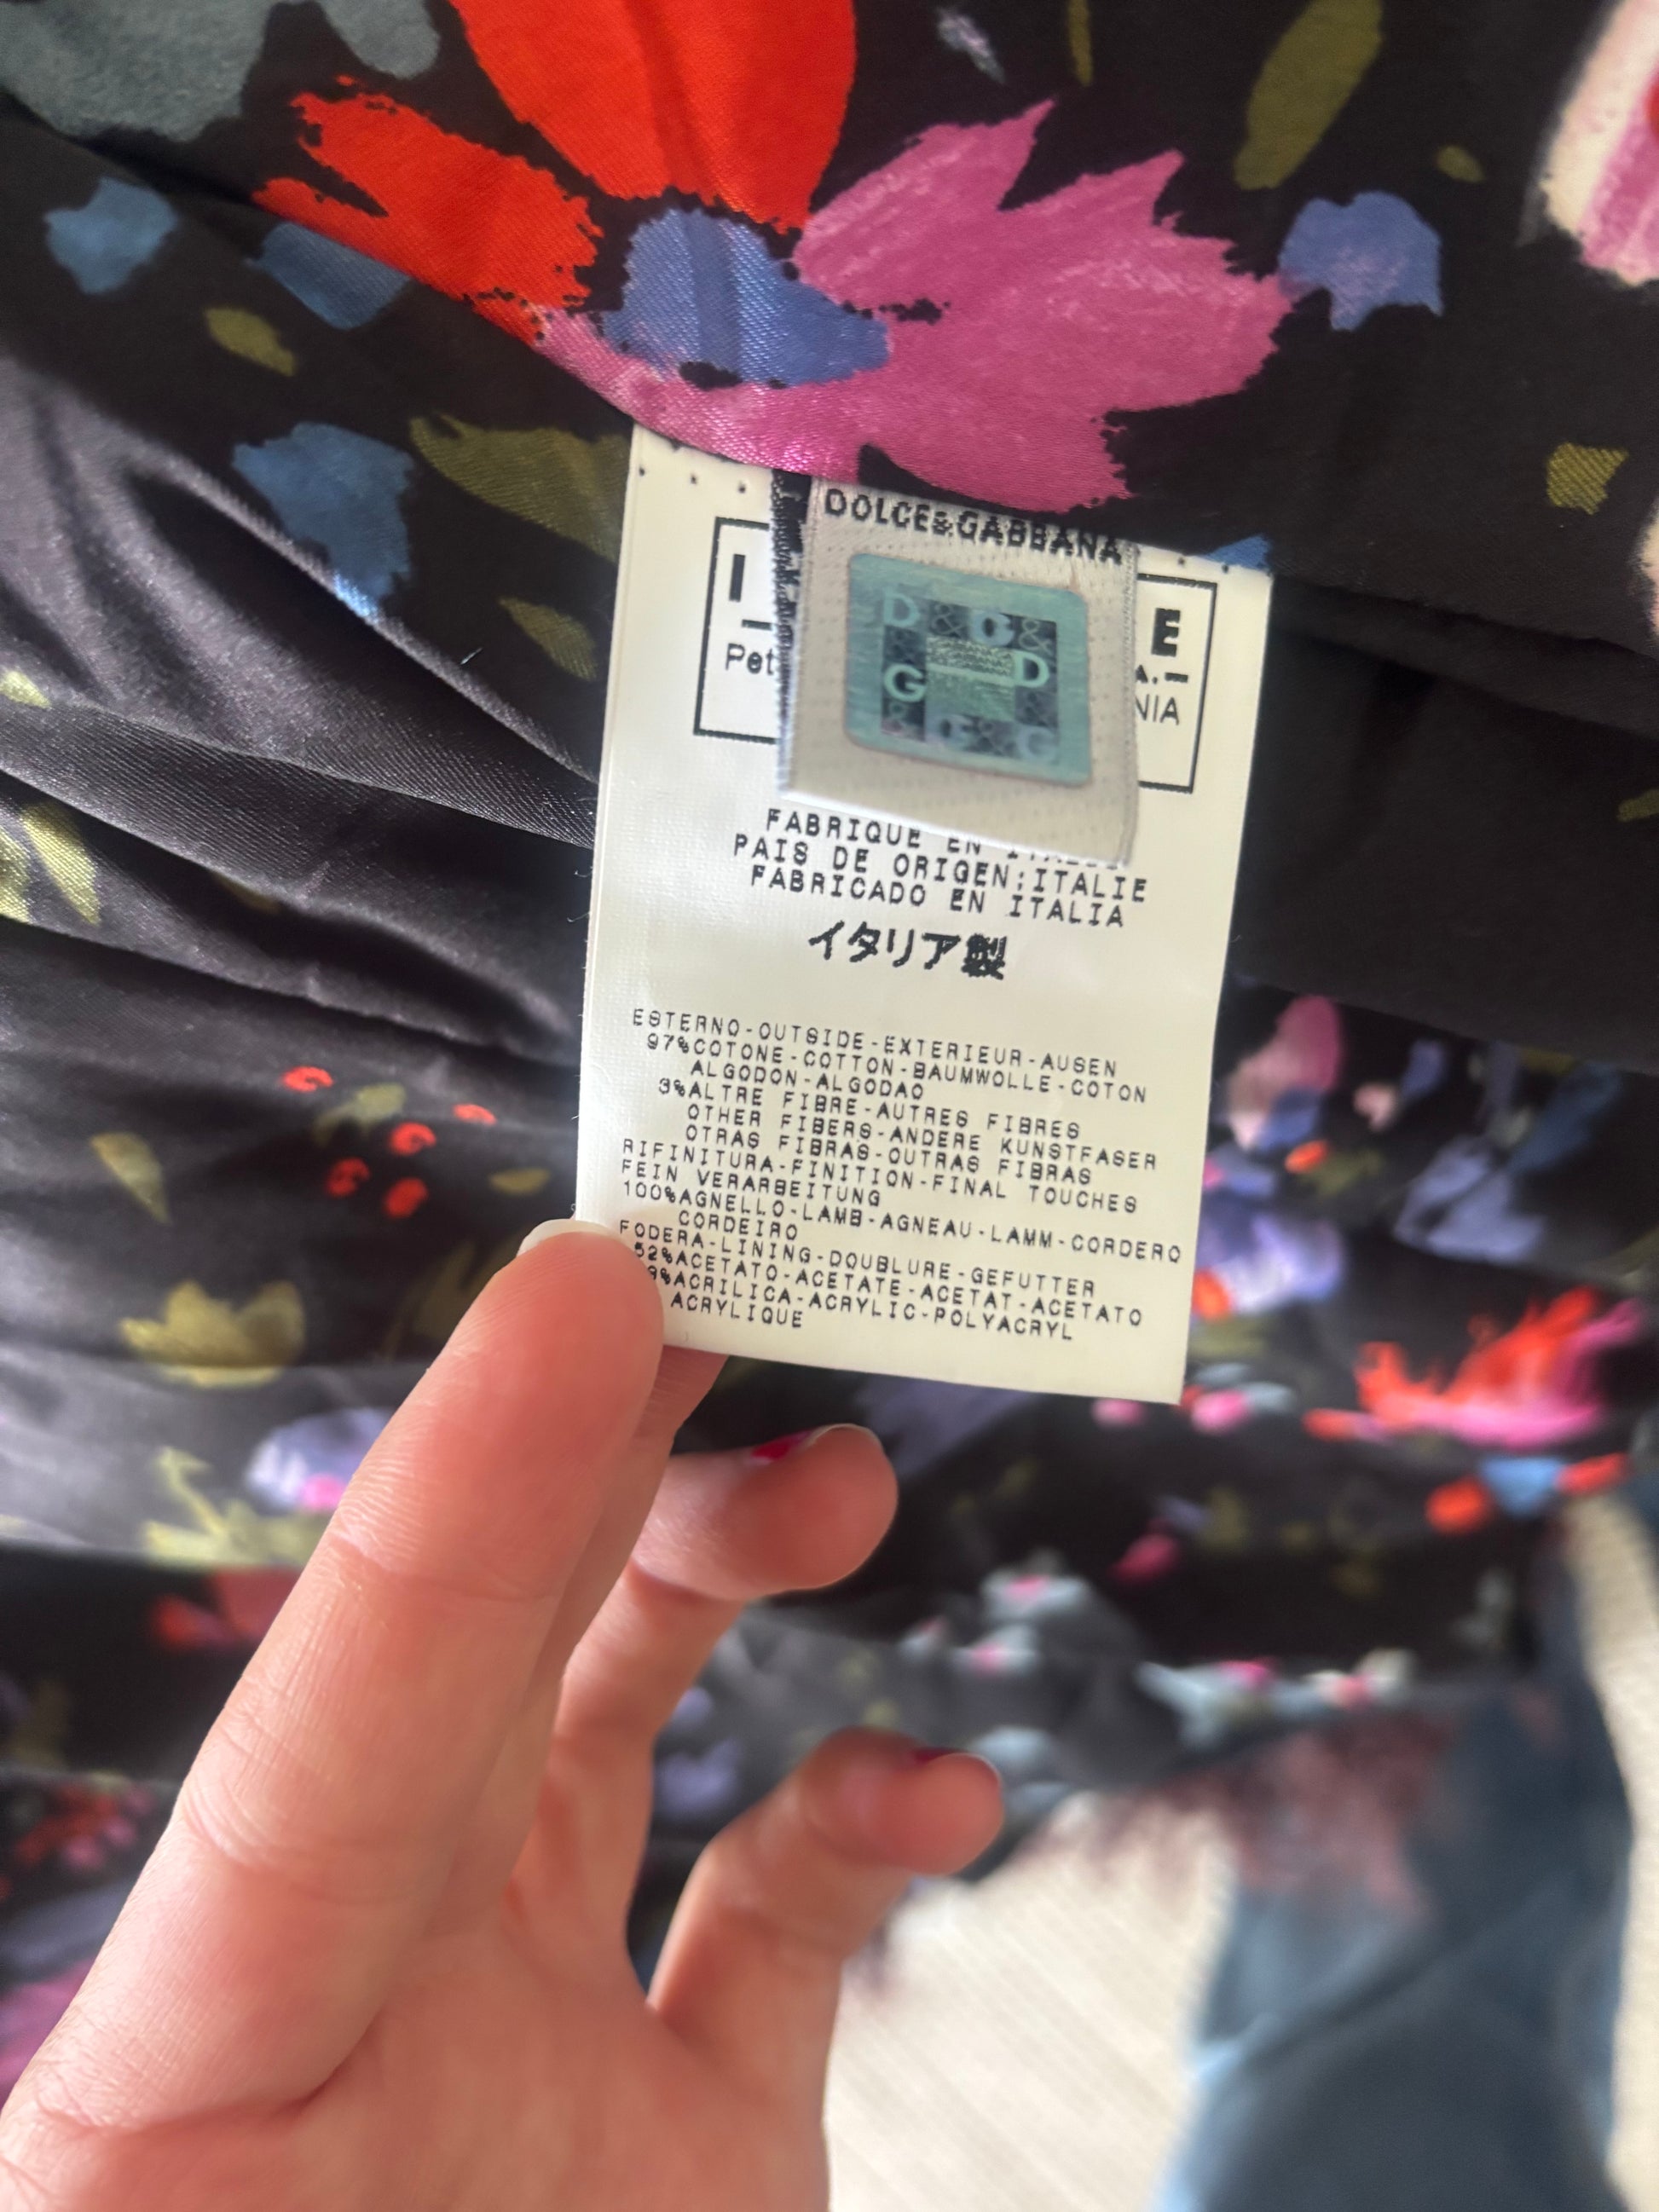 DOLCE&GABBANA
D & G &
& D
G
& G & G
I E
Pet NIA
FABRIQUE EN
PAIS DE ORIGEN:ITALIE
FABRICADO EN ITALIA
イタリア製
ESTERNO-OUTSIDE-EXTERIEUR-AUSEN
97%COTONE-COTTON-BAUMWOLLE-COTON
ALGODON-ALGODAO
3%ALTRE FIBRE-AUTRES FIBRES
OTHER FIBERS-ANDERE KUNSTFASER
OTRAS FIBRAS-OUTRAS FIBRAS
RIFINITURA-FINITION-FINAL TOUCHES
FEIN VERARBEITUNG
100%AGNELLO-LAMB-AGNEAU-LAMM-CORDERO
CORDEIRO
FODERA-LINING-DOUBLURE-GEFUTTER
52%ACETATO-ACETATE-ACETAT-ACETATO
%ACRILICA-ACRYLIC-POLYACRYL
ACRYLIQUE